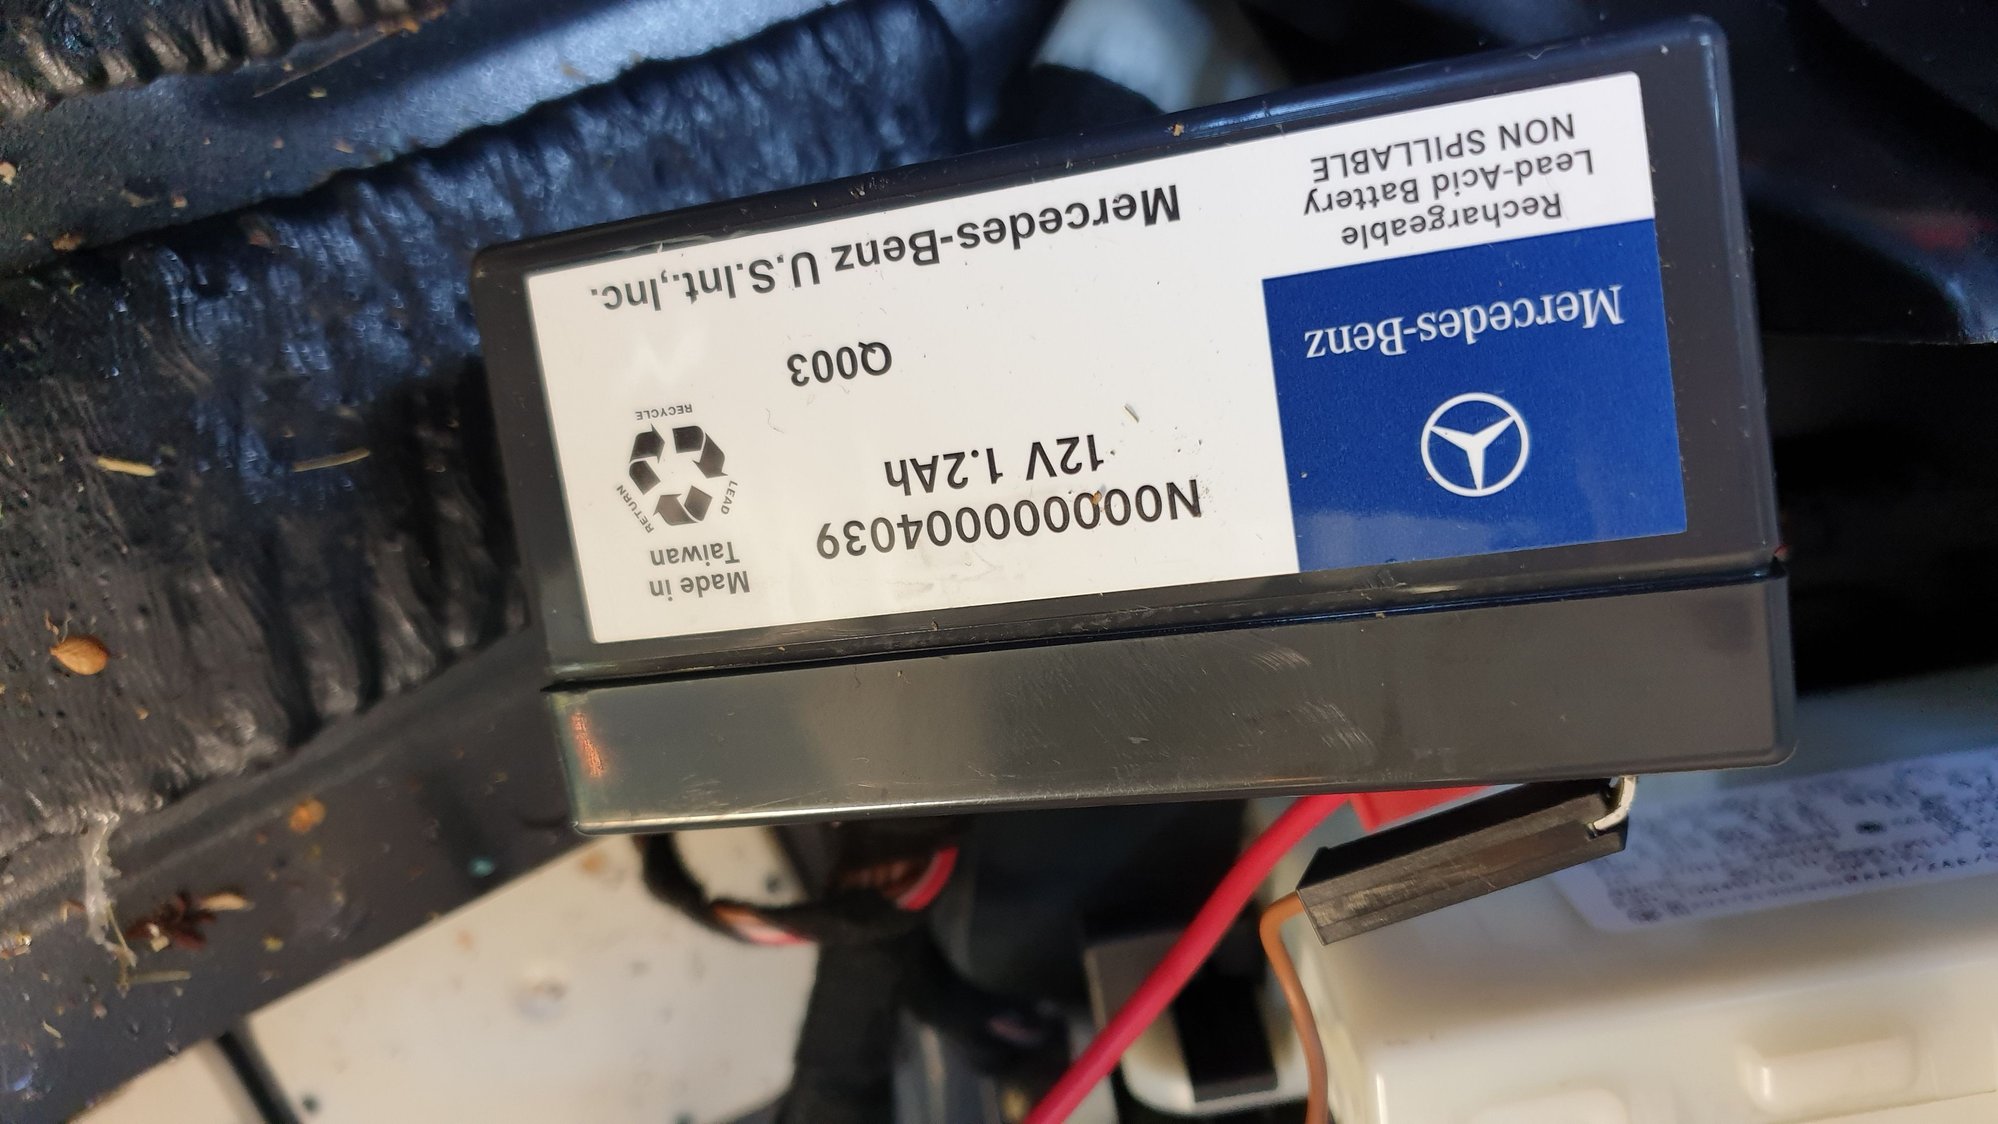 Mercedes-Benz
Rechargeable
Lead-Acid Battery
NON SPILLABLE
N000000004039
12V 1.2Ah
Q003
Mercedes-Benz U.S.Int.,Inc.
Made in
Taiwan
LEAD
RETURN
RECYCLE